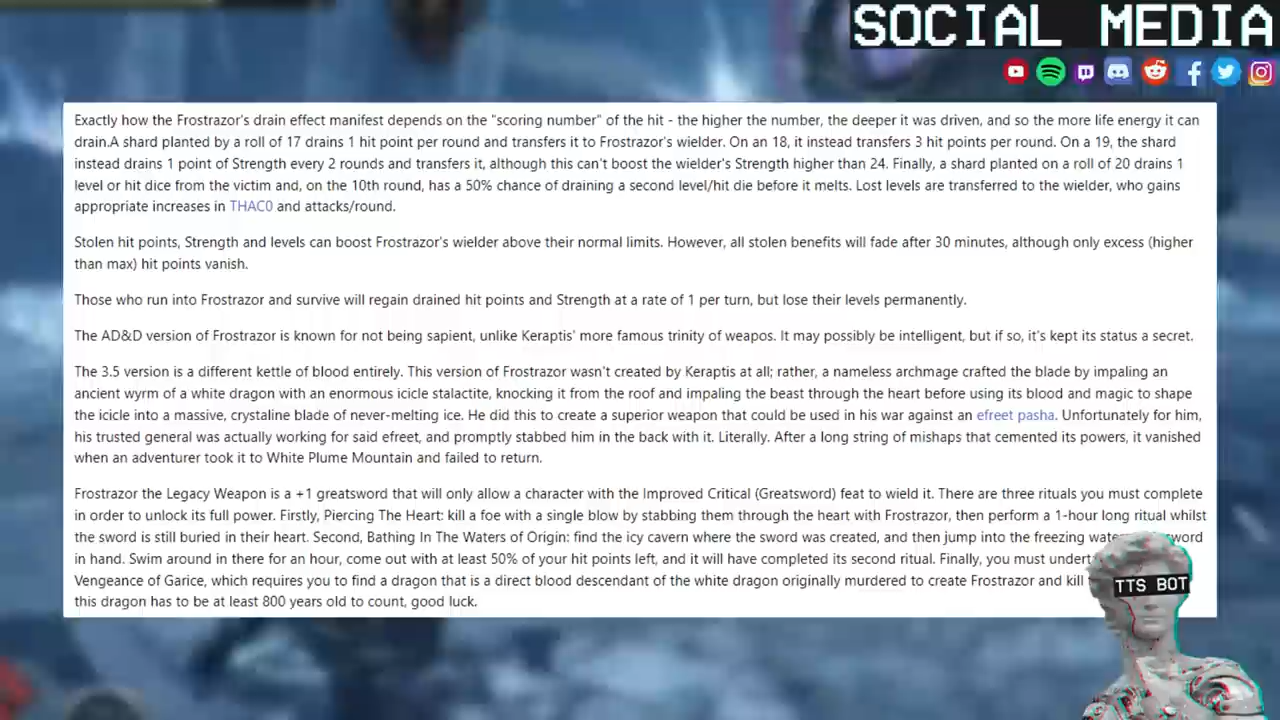 SOCIAL MEDIA
Exactly how the Frostrazor's drain effect manifest depends on the "scoring number" of the hit - the higher the number, the deeper it was driven, and so the more life energy it can
drain.A shard planted by a roll of 17 drains 1 hit point per round and transfers it to Frostrazor's wielder. On an 18, it instead transfers 3 hit points per round. On a 19, the shard
instead drains 1 point of Strength every 2 rounds and transfers it, although this can't boost the wielder's Strength higher than 24. Finally, a shard planted on a roll of 20 drains 1
level or hit dice from the victim and, on the 10th round, has a 50% chance of draining a second level/hit die before it melts. Lost levels are transferred to the wielder, who gains
appropriate increases in THAC0 and attacks/round.
Stolen hit points, Strength and levels can boost Frostrazor's wielder above their normal limits. However, all stolen benefits will fade after 30 minutes, although only excess (higher
than max) hit points vanish.
Those who run into Frostrazor and survive will regain drained hit points and Strength at a rate of 1 per turn, but lose their levels permanently.
The AD&D version of Frostrazor is known for not being sapient, unlike Keraptis' more famous trinity of weapos. It may possibly be intelligent, but if so, it's kept its status a secret.
The 3.5 version is a different kettle of blood entirely. This version of Frostrazor wasn't created by Keraptis at all; rather, a nameless archmage crafted the blade by impaling an
ancient wyrm of a white dragon with an enormous icicle stalactite, knocking it from the roof and impaling the beast through the heart before using its blood and magic to shape
the icicle into a massive, crystaline blade of never-melting ice. He did this to create a superior weapon that could be used in his war against an efreet pasha. Unfortunately for him,
his trusted general was actually working for said efreet, and promptly stabbed him in the back with it. Literally. After a long string of mishaps that cemented its powers, it vanished
when an adventurer took it to White Plume Mountain and failed to return.
Frostrazor the Legacy Weapon is a +1 greatsword that will only allow a character with the Improved Critical (Greatsword) feat to wield it. There are three rituals you must complete
in order to unlock its full power. Firstly, Piercing The Heart: kill a foe with a single blow by stabbing them through the heart with Frostrazor, then perform a 1-hour long ritual whilst
the sword is still buried in their heart. Second, Bathing In The Waters of Origin: find the icy cavern where the sword was created, and then jump into the freezing sword
in hand. Swim around in there for an hour, come out with at least 50% of your hit points left, and it will have completed its second ritual. Finally, you must
Vengeance of Garice, which requires you to find a dragon that is a direct blood descendant of the white dragon originally murdered to create Frostrazor and kill
this dragon has to be at least 800 years old to count, good luck.
TTS BOT